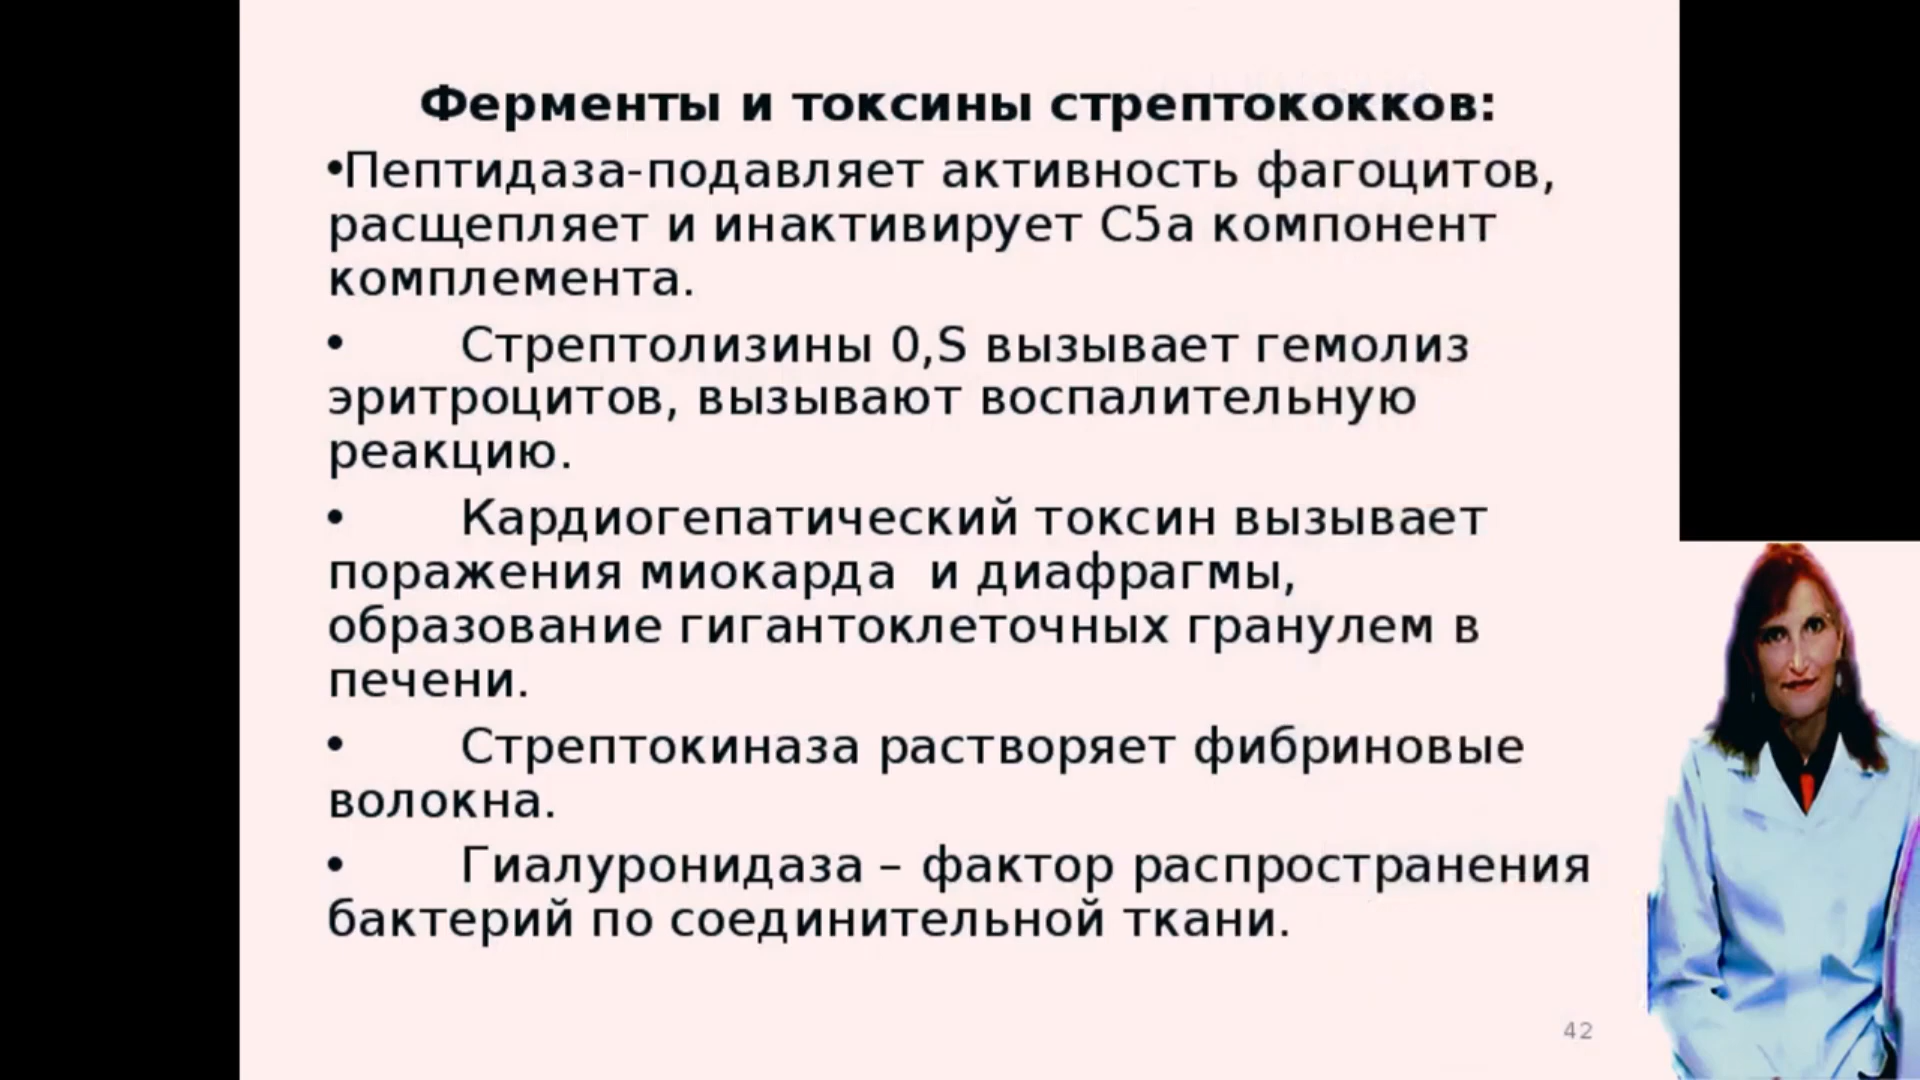 Ферменты и токсины стрептококков:
•Пептидаза-подавляет активность фагоцитов,
расщепляет и инактивирует С5а компонент
комплемента.
• Стрептолизины 0,S вызывает гемолиз
эритроцитов, вызывают воспалительную
реакцию.
• Кардиогепатический токсин вызывает
поражения миокарда и диафрагмы,
образование гигантоклеточных гранулем в
печени.
• Стрептокиназа растворяет фибриновые
волокна.
• Гиалуронидаза – фактор распространения
бактерий по соединительной ткани.
42